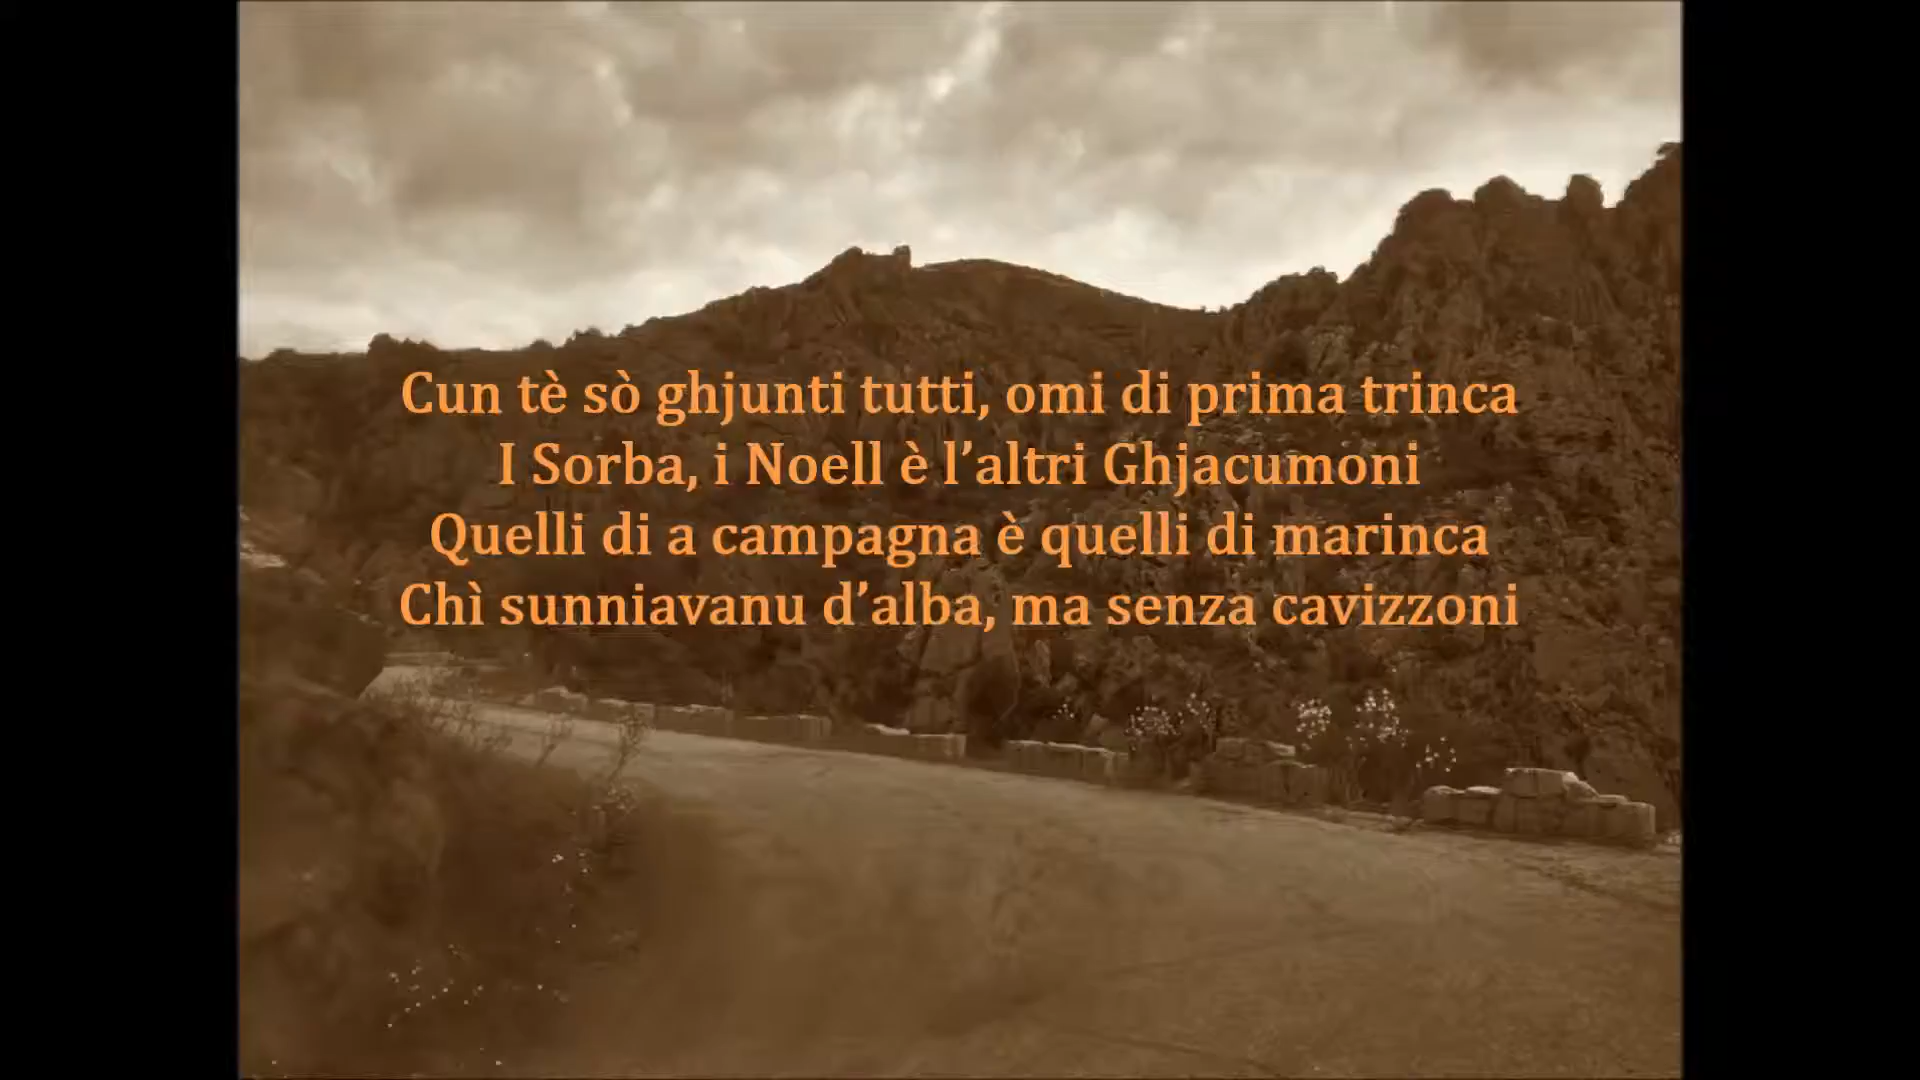 Cun tè sò ghjunti tutti, omi di prima trinca
I Sorba, i Noell è l’altri Ghjacumoni
Quelli di a campagna è quelli di marinca
Chì sunniavanu d’alba, ma senza cavizzoni